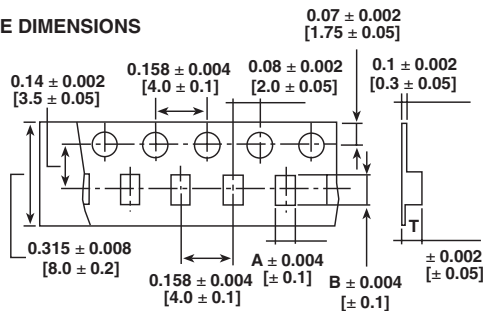 E DIMENSIONS
0.07 ± 0.002
[1.75 ± 0.05]
0.14 ± 0.002
[3.5 ± 0.05]
0.158 ± 0.004
[4.0 ± 0.1]
0.08 ± 0.002
[2.0 ± 0.05]
0.1 ± 0.002
[0.3 ± 0.05]
T
0.315 ± 0.008
[8.0 ± 0.2]
0.158 ± 0.004
[4.0 ± 0.1]
A ± 0.004
[± 0.1]
B ± 0.004
[± 0.1]
± 0.002
[± 0.05]